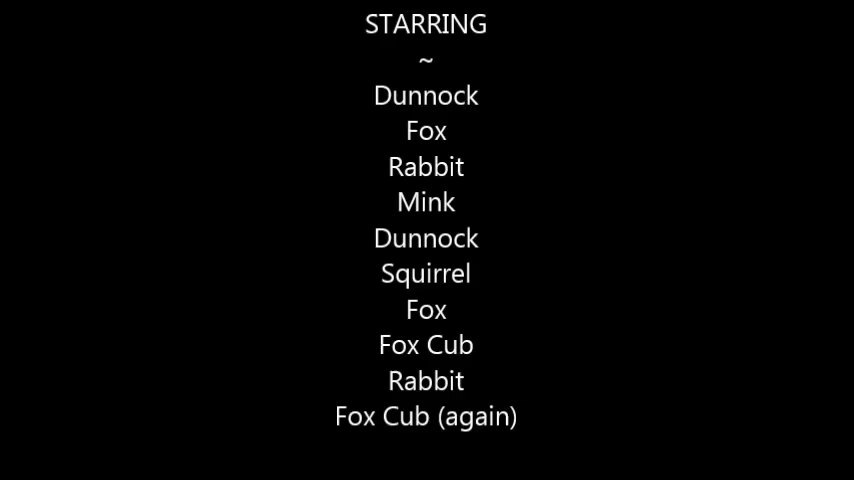 STARRING
~
Dunnock
Fox
Rabbit
Mink
Dunnock
Squirrel
Fox
Fox Cub
Rabbit
Fox Cub (again)